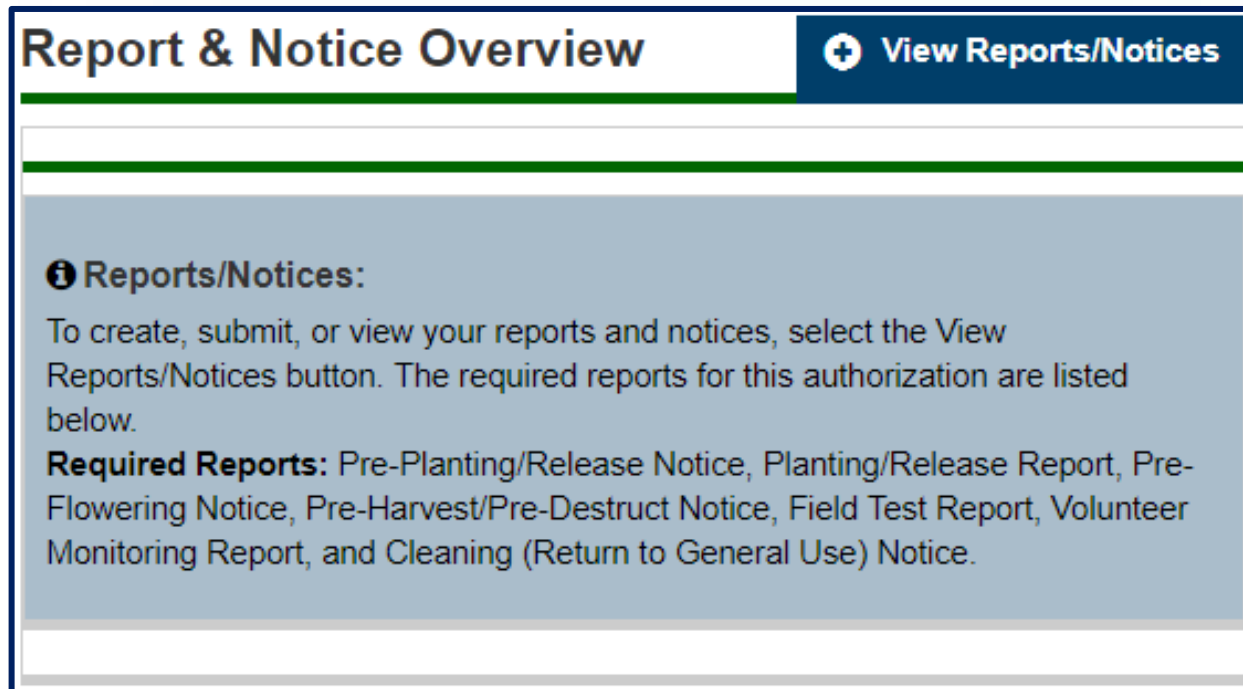 Report & Notice Overview
View Reports/Notices
Reports/Notices:
To create, submit, or view your reports and notices, select the View
Reports/Notices button. The required reports for this authorization are listed
below.
Required Reports: Pre-Planting/Release Notice, Planting/Release Report, Pre-
Flowering Notice, Pre-Harvest/Pre-Destruct Notice, Field Test Report, Volunteer
Monitoring Report, and Cleaning (Return to General Use) Notice.